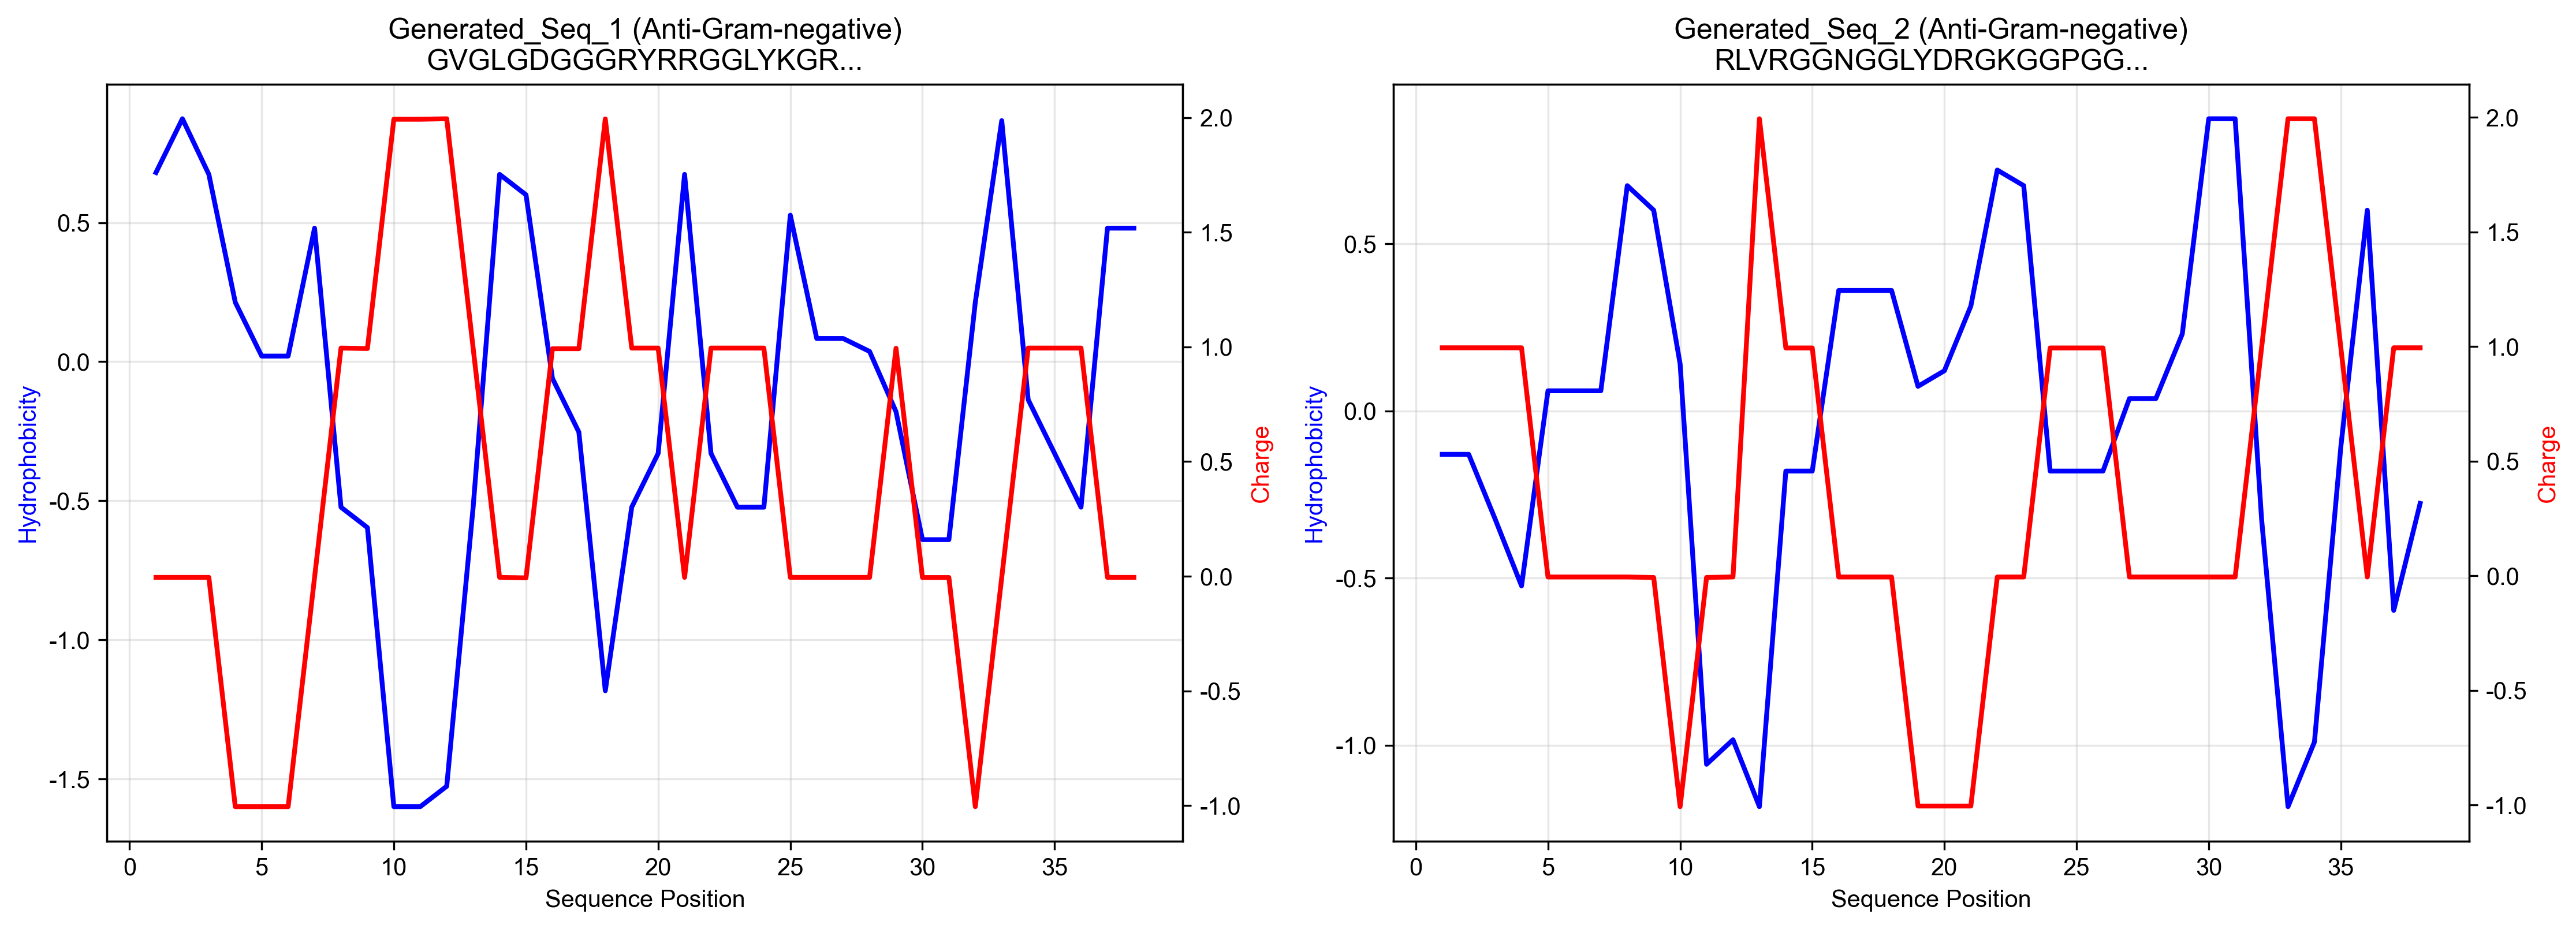 Generated_Seq_1 (Anti-Gram-negative)
GVGLGDGGGRYRRGGLYKGR...
0.5
0.0
-0.5
-1.0
-1.5
Hydrophobicity
2.0
1.5
1.0
0.5
0.0
-0.5
-1.0
Charge
0 5 10 15 20 25 30 35
Sequence Position
Generated_Seq_2 (Anti-Gram-negative)
RLVRGGNGGLYDRGKGGPGG...
0.5
0.0
-0.5
-1.0
Hydrophobicity
2.0
1.5
1.0
0.5
0.0
-0.5
-1.0
Charge
0 5 10 15 20 25 30 35
Sequence Position